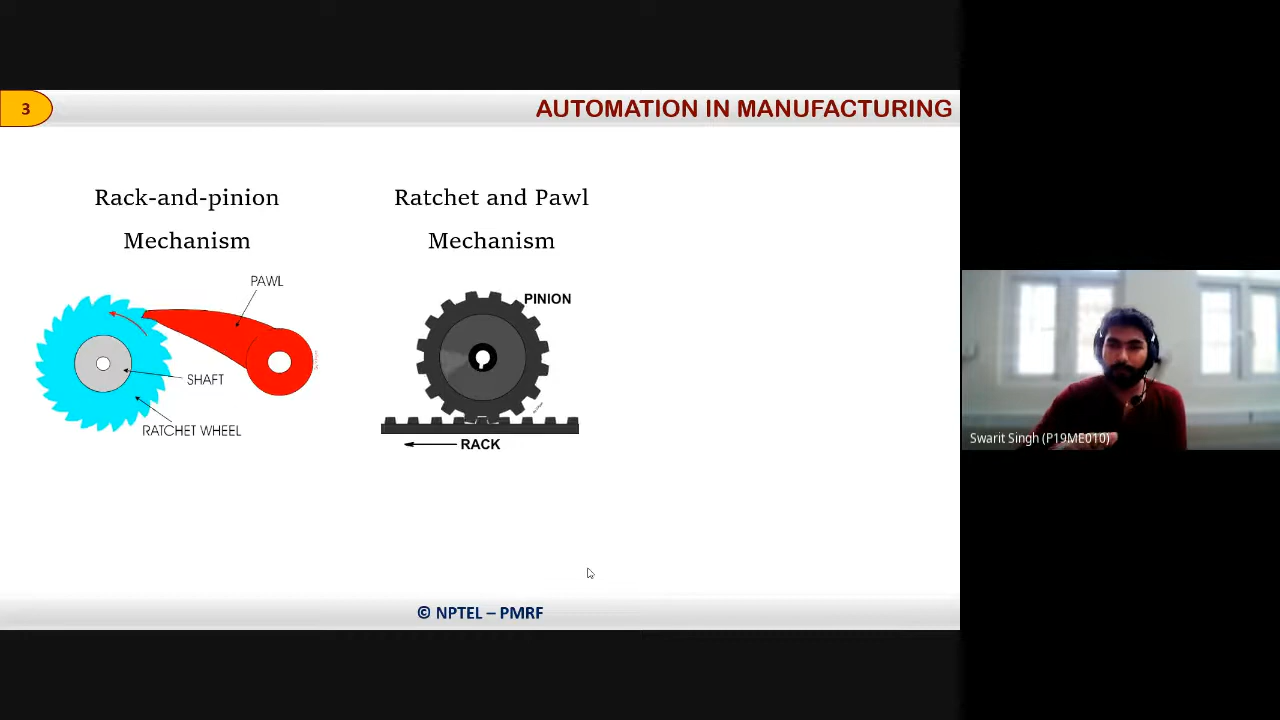 3
AUTOMATION IN MANUFACTURING
Rack-and-pinion
Mechanism
PAWL
SHAFT
RATCHET WHEEL
Ratchet and Pawl
Mechanism
PINION
RACK
© NPTEL – PMRF
Swarit Singh (P19ME010)